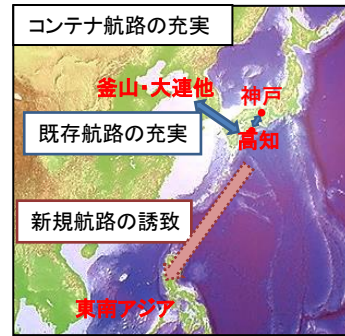 コンテナ航路の充実
釜山・大連他
神戸
既存航路の充実
高知
新規航路の誘致
東南アジア